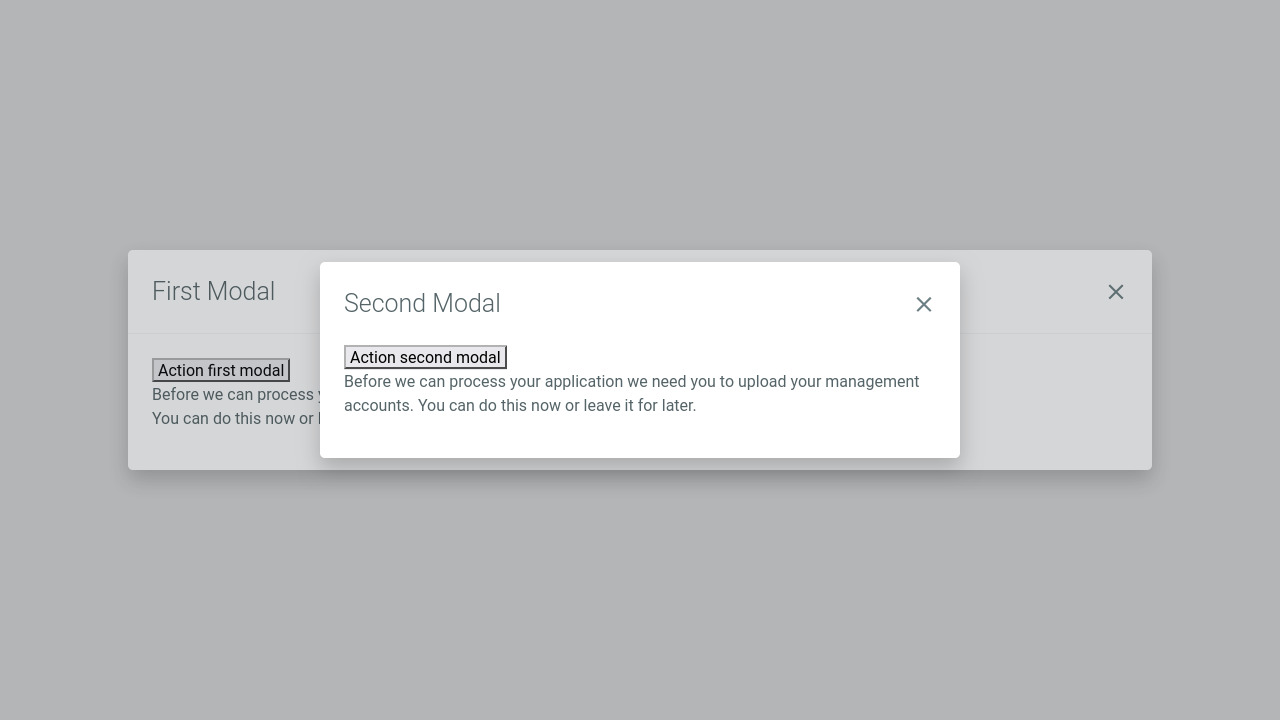 First Modal
Action first modal
Before we can process
You can do this now or
Second Modal
Action second modal
Before we can process your application we need you to upload your management
accounts. You can do this now or leave it for later.